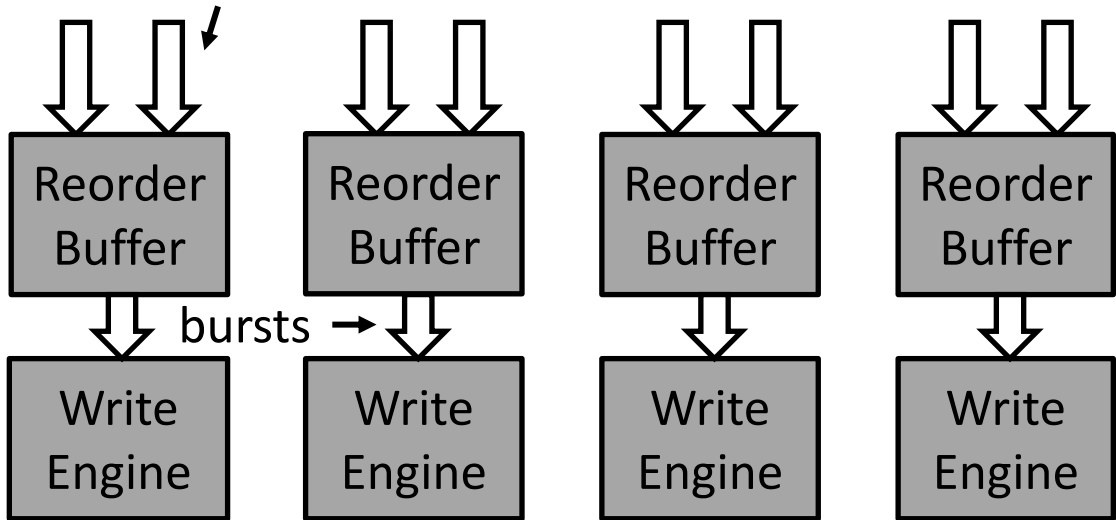 Reorder
Buffer
Reorder
Buffer
Reorder
Buffer
Reorder
Buffer
bursts
Write
Engine
Write
Engine
Write
Engine
Write
Engine